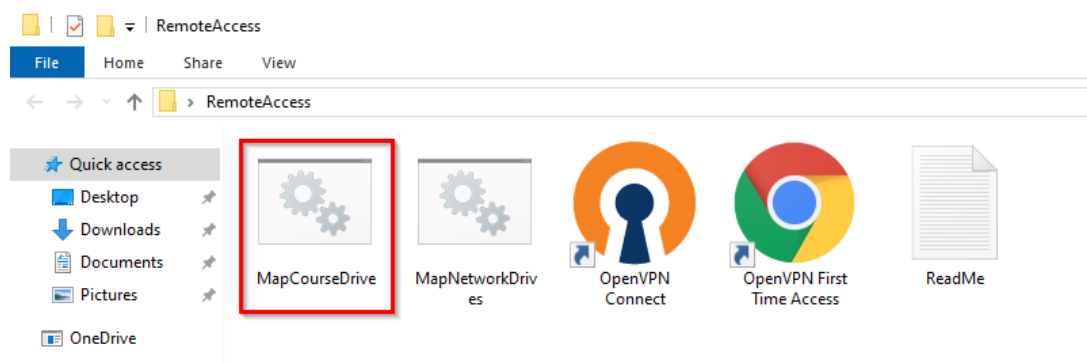 RemoteAccess
File Home Share View
RemoteAccess
Quick access
Desktop
Downloads
Documents
Pictures
OneDrive
MapCourseDrive
MapNetworkDriv
es
OpenVPN
Connect
OpenVPN First
Time Access
ReadMe